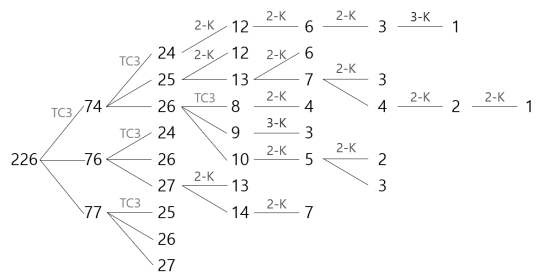 2-K 12 2-K 6 2-K 3 3-K 1
TC3 24 2-K 12 6
25 13 2-K 7 2-K 3
TC3 74 26 TC3 8 2-K 4 4 2-K 2 2-K 1
TC3 24 9 3-K 3
226 76 26 10 2-K 5 2-K 2
27 2-K 13 3
77 TC3 25 14 2-K 7
26
27